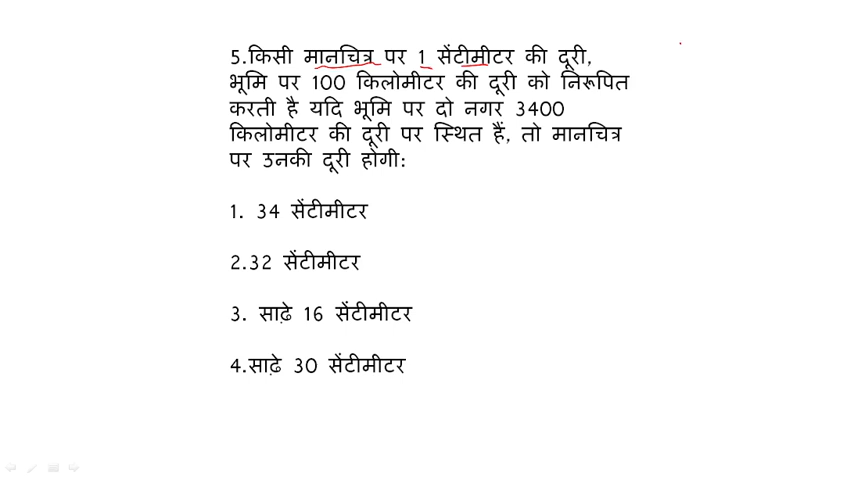 5.किसी मानचित्र पर 1 सेंटीमीटर की दूरी,
भूमि पर 100 किलोमीटर की दूरी को निरूपित
करती है यदि भूमि पर दो नगर 3400
किलोमीटर की दूरी पर स्थित हैं, तो मानचित्र
पर उनकी दूरी होगी:
1. 34 सेंटीमीटर
2.32 सेंटीमीटर
3. साढ़े 16 सेंटीमीटर
4.साढ़े 30 सेंटीमीटर